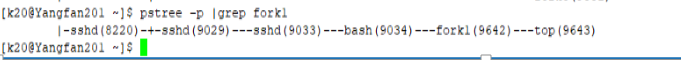 [k20@Yangfan201 ~]$ pstree -p |grep fork1
|-sshd(8220)-+-sshd(9029)---sshd(9033)---bash(9034)---fork1(9642)---top(9643)
[k20@Yangfan201 ~]$